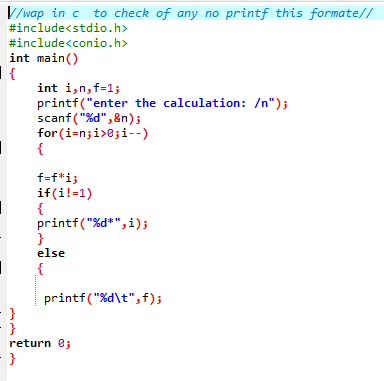 //wap in c  to check of any no printf this formate//
#include<stdio.h>
#include<conio.h>
int main()
{
    int i,n,f=1;
    printf("enter the calculation: /n");
    scanf("%d",&n);
    for(i=n;i>0;i--)
    {
    f=f*i;
    if(i!=1)
    {
    printf("%d*",i);
    }
    else
    {
     printf("%d\t",f);
}
}
return 0;
}